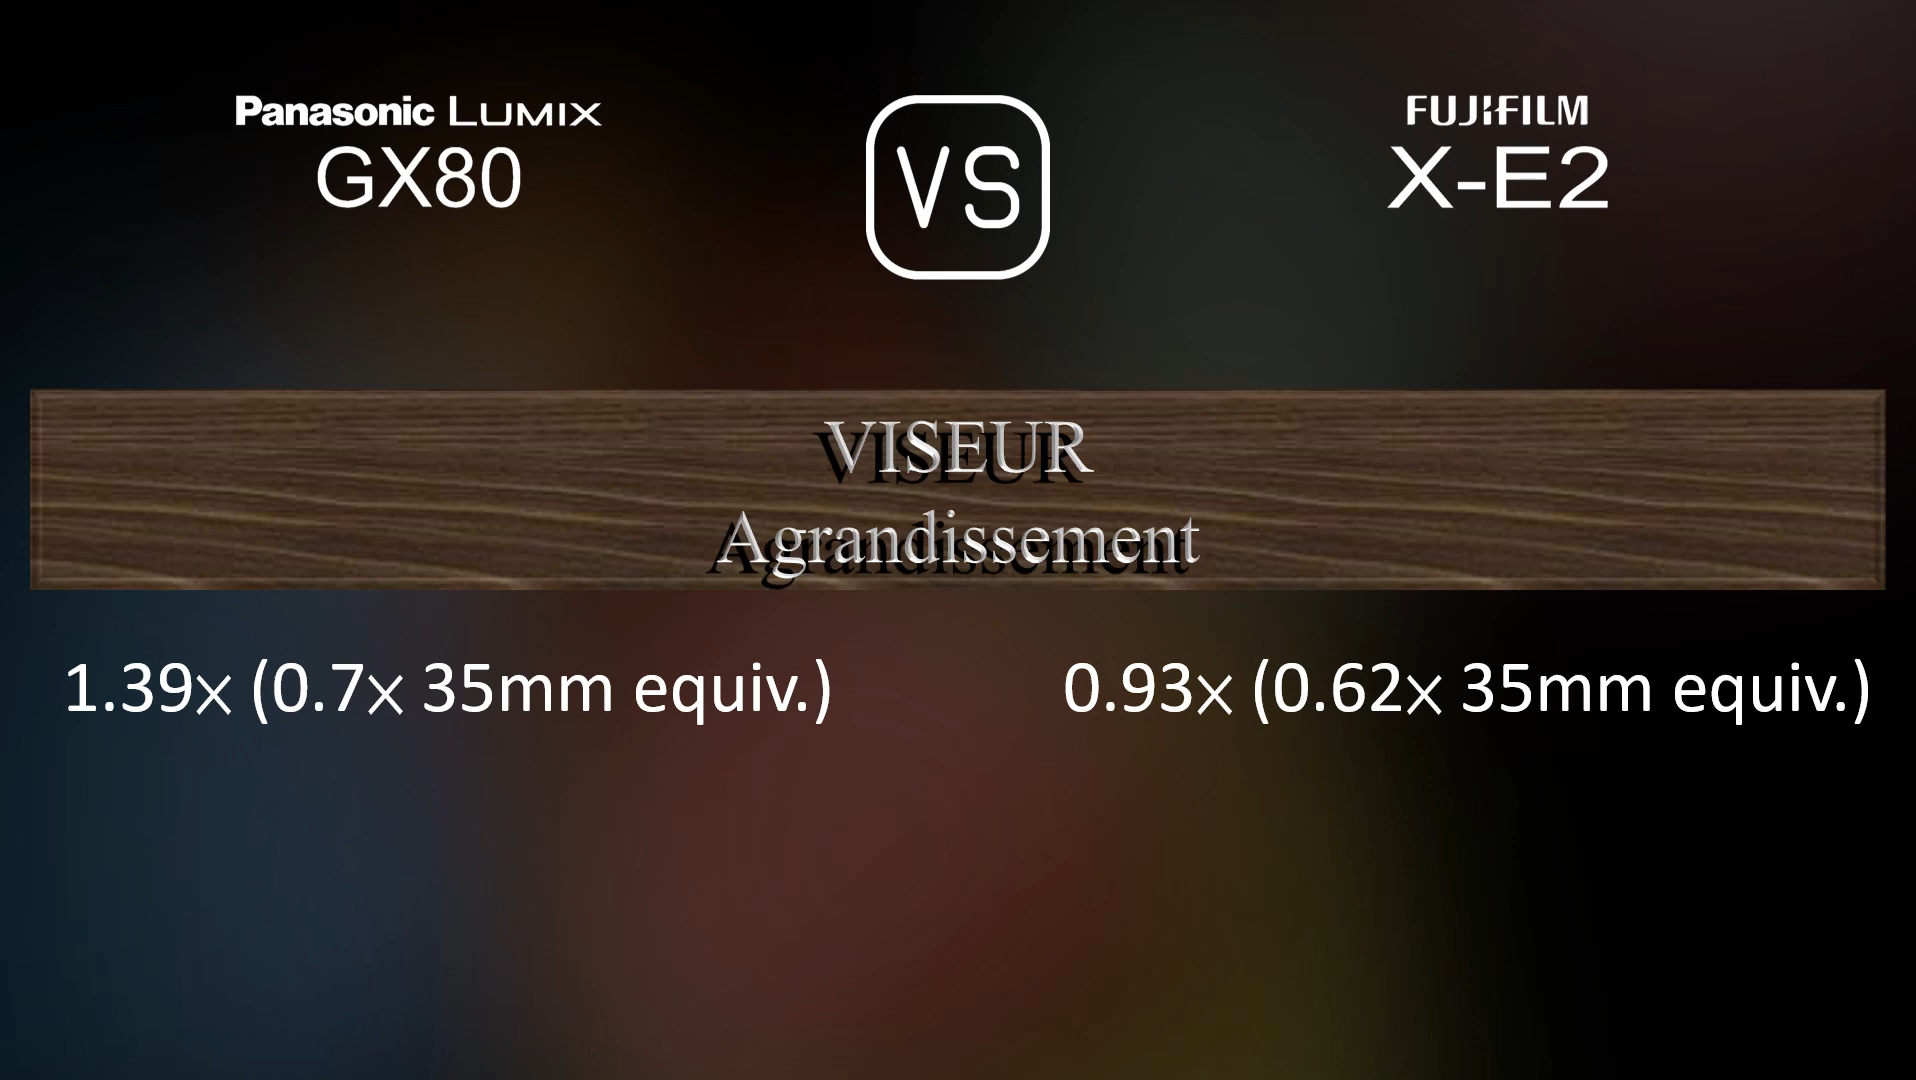 Panasonic LUMIX
GX80
VS
FUJIFILM
X-E2
VISEUR
Agrandissement
1.39x (0.7x 35mm equiv.)
0.93x (0.62x 35mm equiv.)